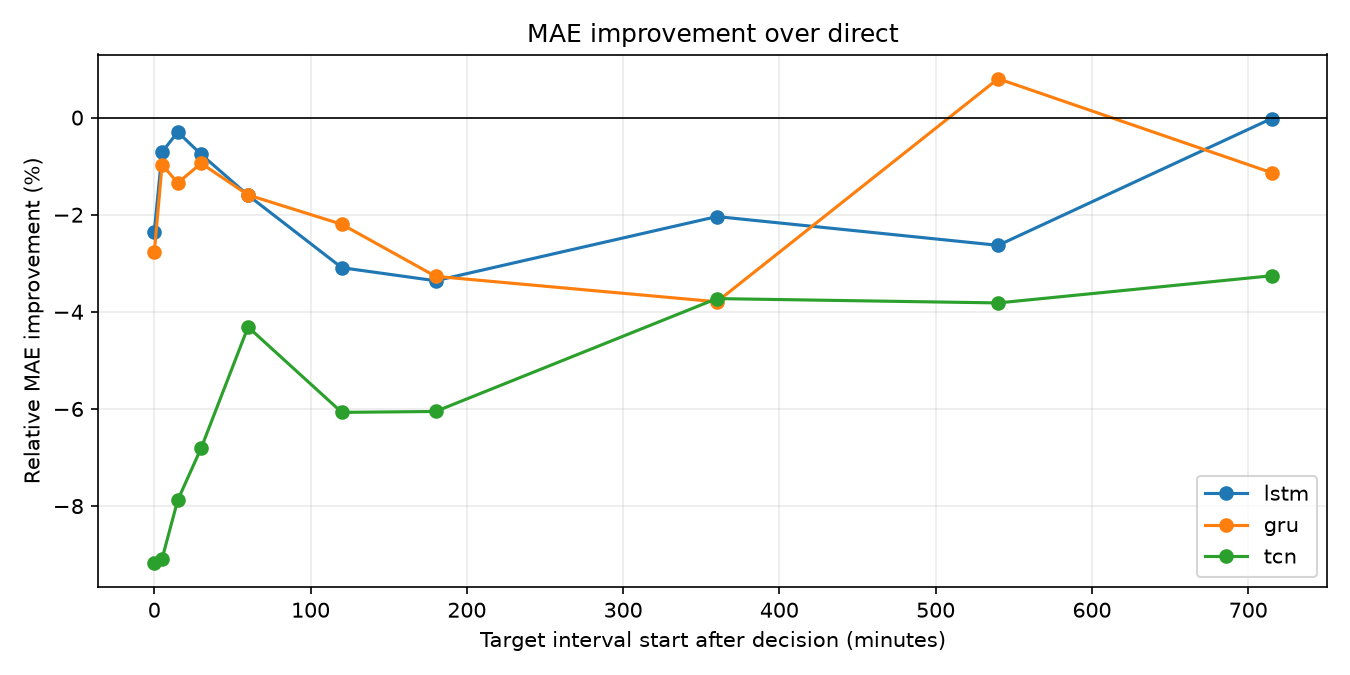 MAE improvement over direct
Relative MAE improvement (%)
0
−2
−4
−6
−8
lstm
gru
tcn
0 100 200 300 400 500 600 700
Target interval start after decision (minutes)